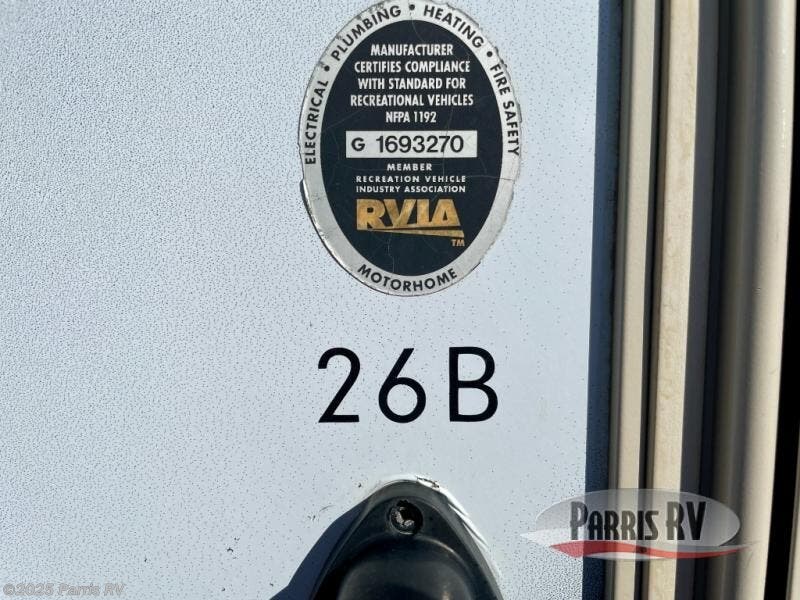 ELECTRICAL • PLUMBING • HEATING • FIRE SAFETY
MANUFACTURER
CERTIFIES COMPLIANCE
WITH STANDARD FOR
RECREATIONAL VEHICLES
NFPA 1192
G 1693270
MEMBER
RECREATION VEHICLE
INDUSTRY ASSOCIATION
RVIA
TM
MOTORHOME
26B
PARRIS RV
©2025 Parris RV